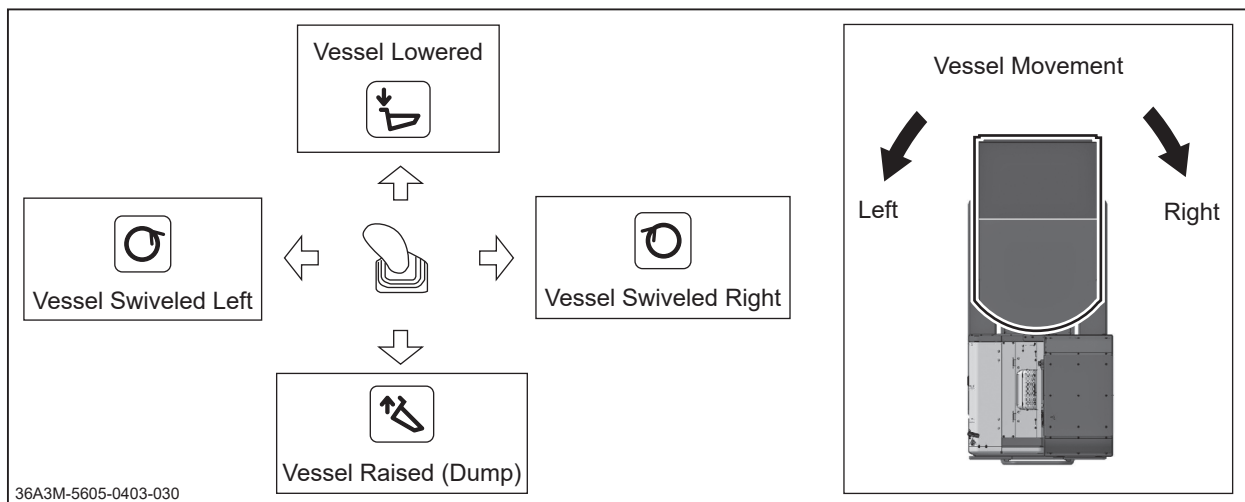 Vessel Lowered
Vessel Swiveled Left
Vessel Swiveled Right
Vessel Raised (Dump)
36A3M-5605-0403-030
Vessel Movement
Left
Right